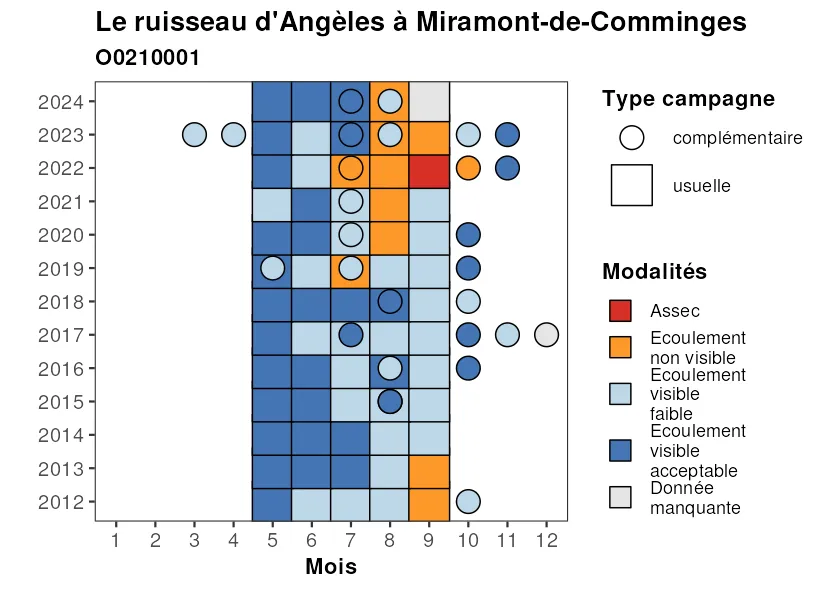 Le ruisseau d'Angèles à Miramont-de-Comminges
O0210001
2024
2023
2022
2021
2020
2019
2018
2017
2016
2015
2014
2013
2012
1 2 3 4 5 6 7 8 9 10 11 12
Mois
Type campagne
complémentaire
usuelle
Modalités
Assec
Ecoulement
non visible
Ecoulement
visible
faible
Ecoulement
visible
acceptable
Donnée
manquante